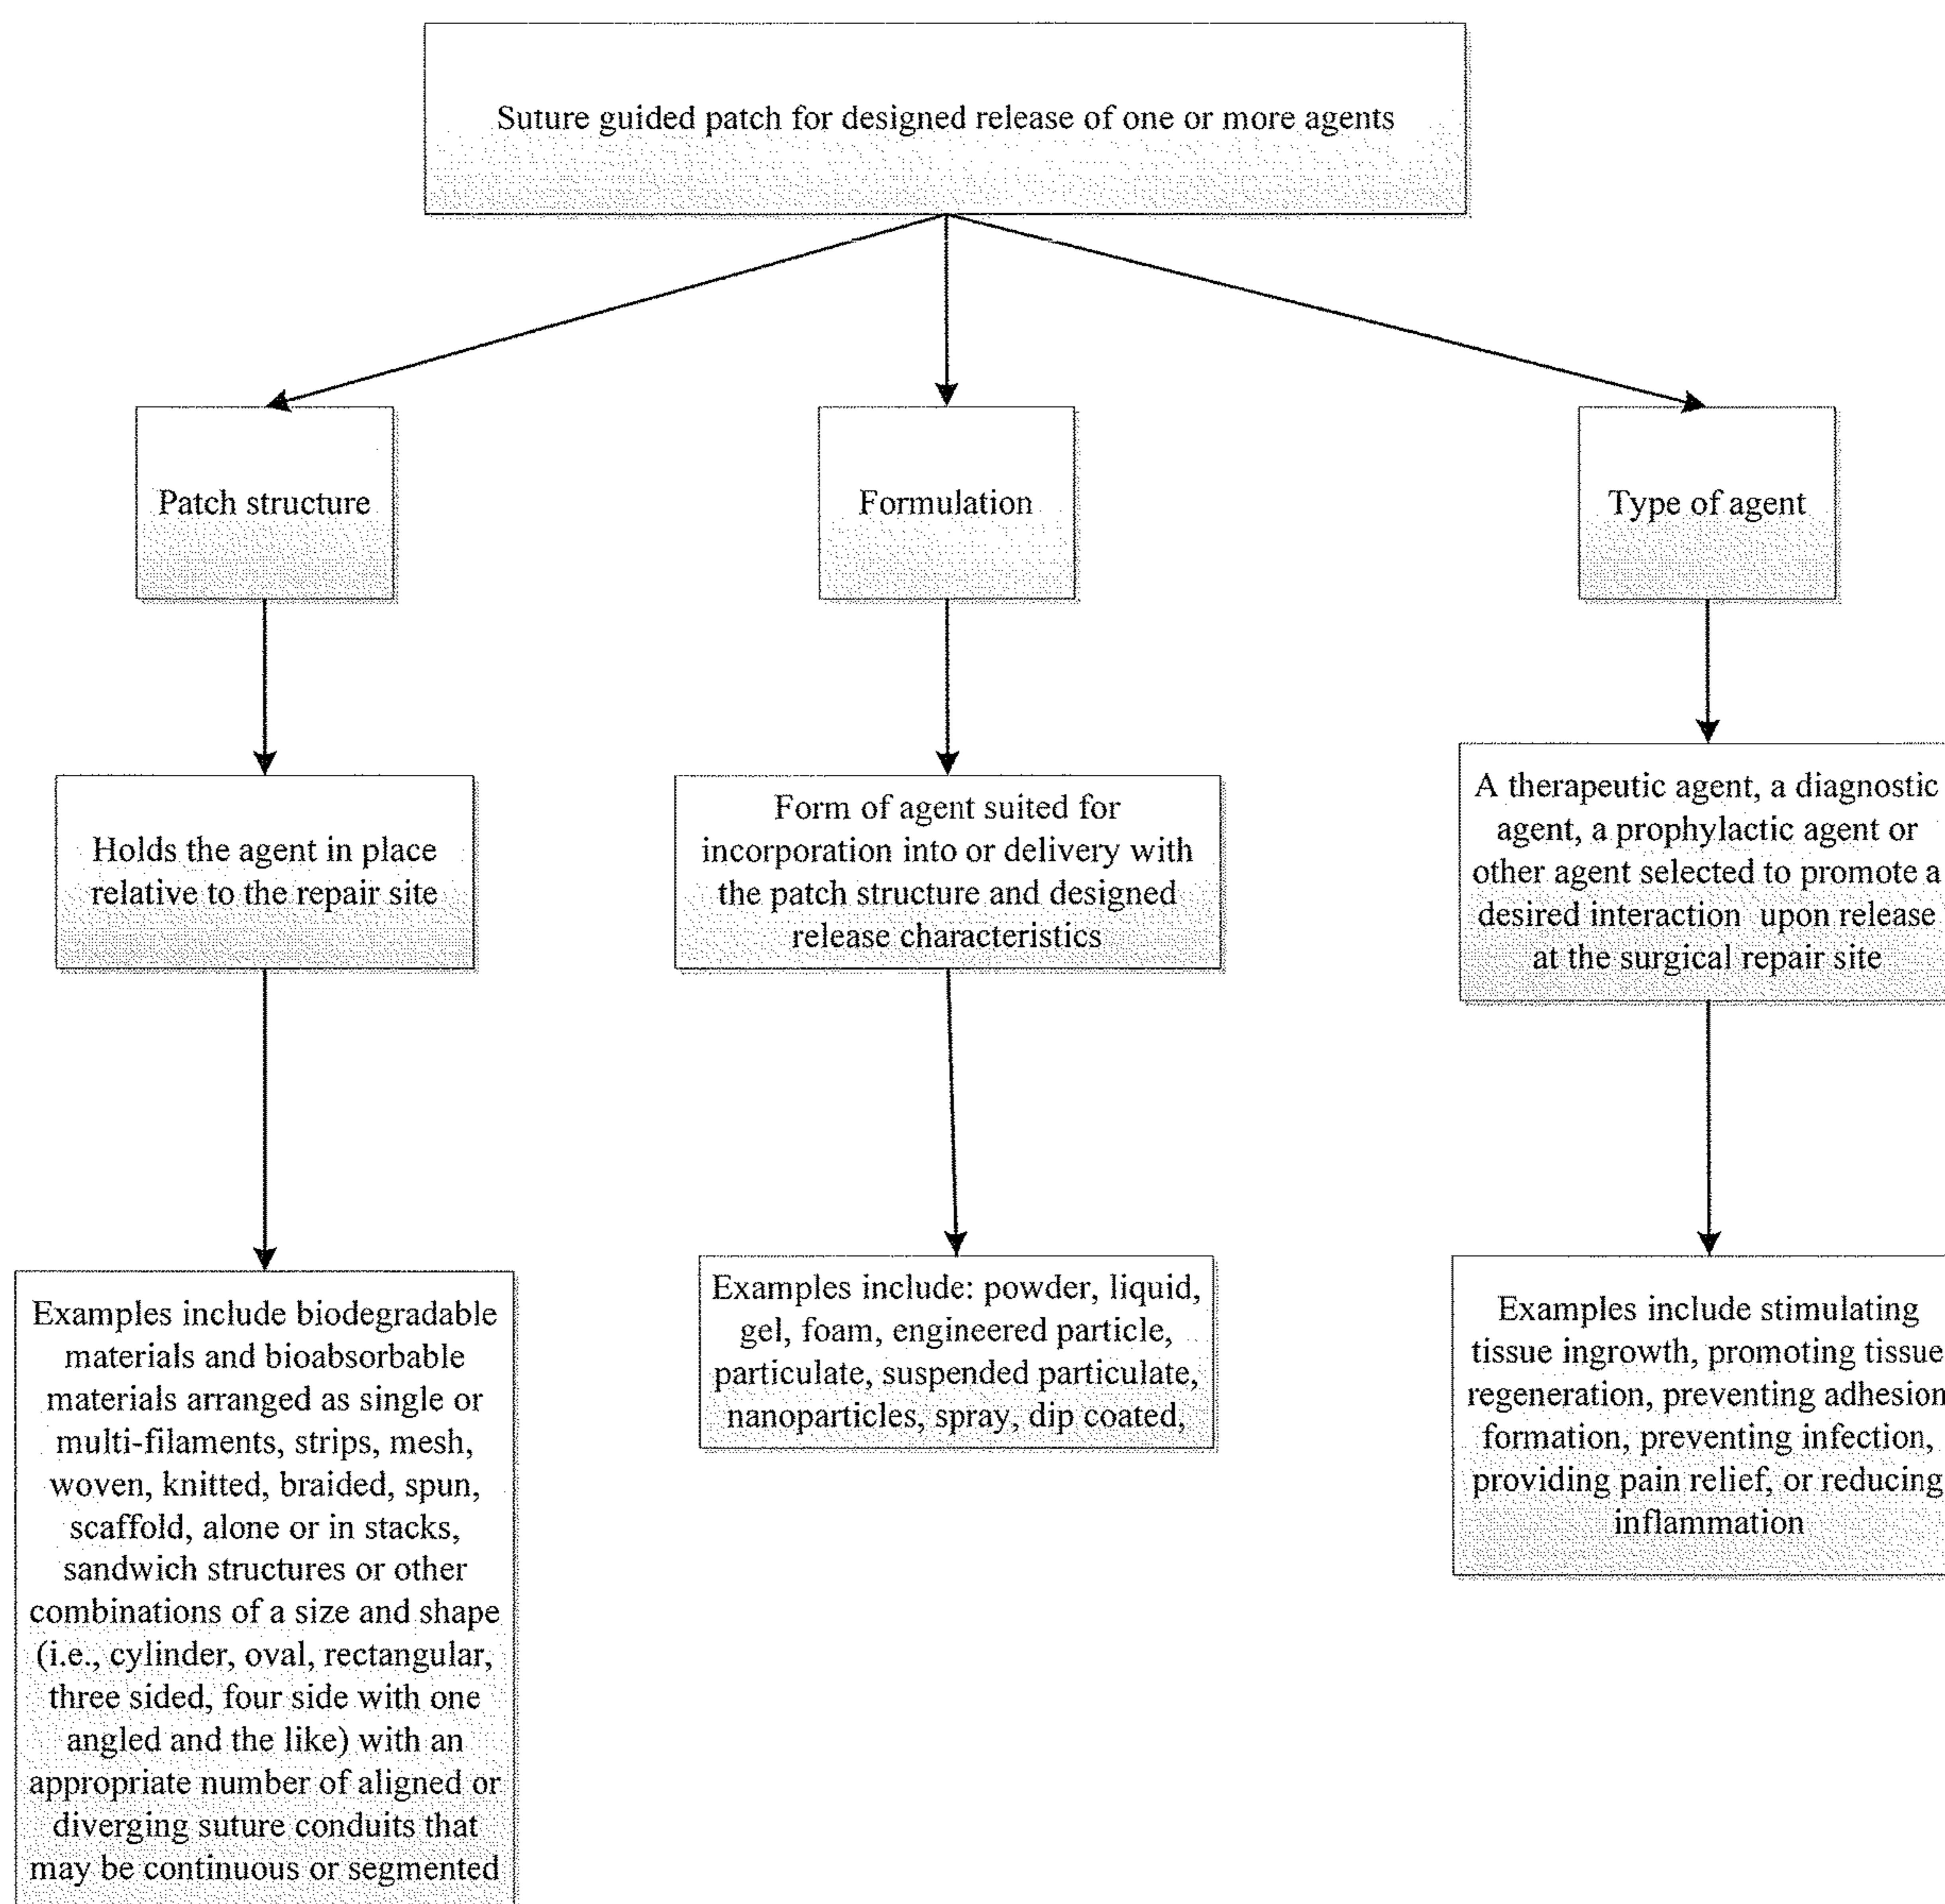 Suture guided patch for designed release of one or more agents
Patch structure
Formulation
Type of agent
Holds the agent in place
relative to the repair site
Form of agent suited for
incorporation into or delivery with
the patch structure and designed
release characteristics
A therapeutic agent, a diagnostic
agent, a prophylactic agent or
other agent selected to promote a
desired interaction upon release
at the surgical repair site
Examples include biodegradable
materials and bioabsorbable
materials arranged as single or
multi-filaments, strips, mesh,
woven, knitted, braided, spun,
scaffold, alone or in stacks,
sandwich structures or other
combinations of a size and shape
(i.e., cylinder, oval, rectangular,
three sided, four side with one
angled and the like) with an
appropriate number of aligned or
diverging suture conduits that
may be continuous or segmented
Examples include: powder, liquid,
gel, foam, engineered particle,
particulate, suspended particulate,
nanoparticles, spray, dip coated,
Examples include stimulating
tissue ingrowth, promoting tissue
regeneration, preventing adhesion
formation, preventing infection,
providing pain relief, or reducing
inflammation